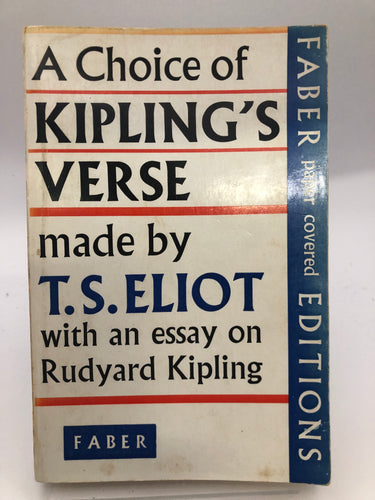 A Choice of
KIPLING'S
VERSE
made by
T.S. ELIOT
with an essay on
Rudyard Kipling
FABER
FABER paper covered EDITIONS